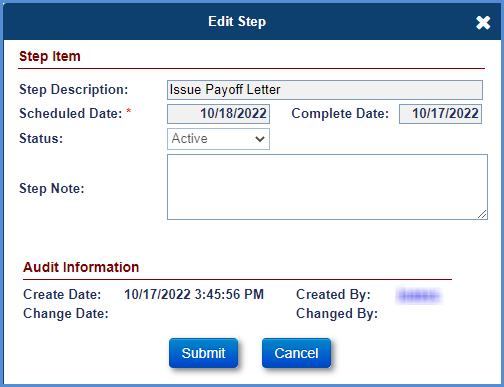 Edit Step
Step Item
Step Description: Issue Payoff Letter
Scheduled Date: * 10/18/2022 Complete Date: 10/17/2022
Status: Active
Step Note:
Audit Information
Create Date: 10/17/2022 3:45:56 PM Created By:
Change Date: Changed By:
Submit Cancel